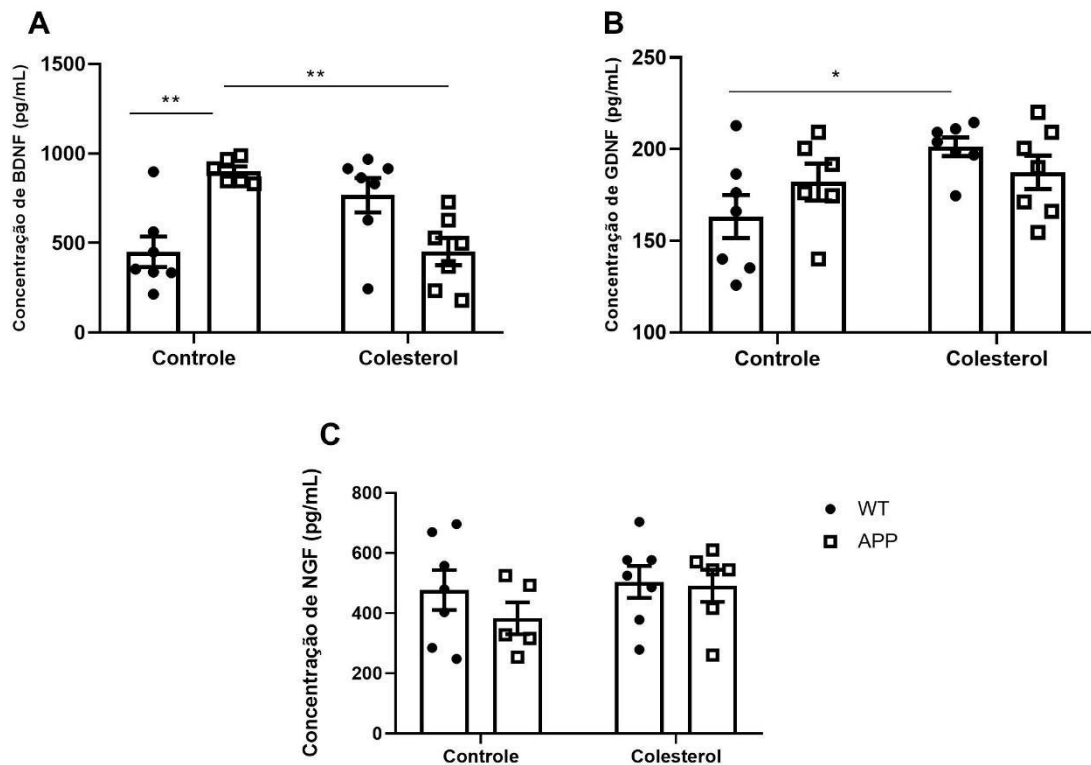 A
Concentração de BDNF (pg/mL)
1500
1000
500
0
**
**
Controle
Colesterol
B
Concentração de GDNF (pg/mL)
250
200
150
100
*
Controle
Colesterol
C
Concentração de NGF (pg/mL)
800
600
400
200
0
Controle
Colesterol
WT
APP